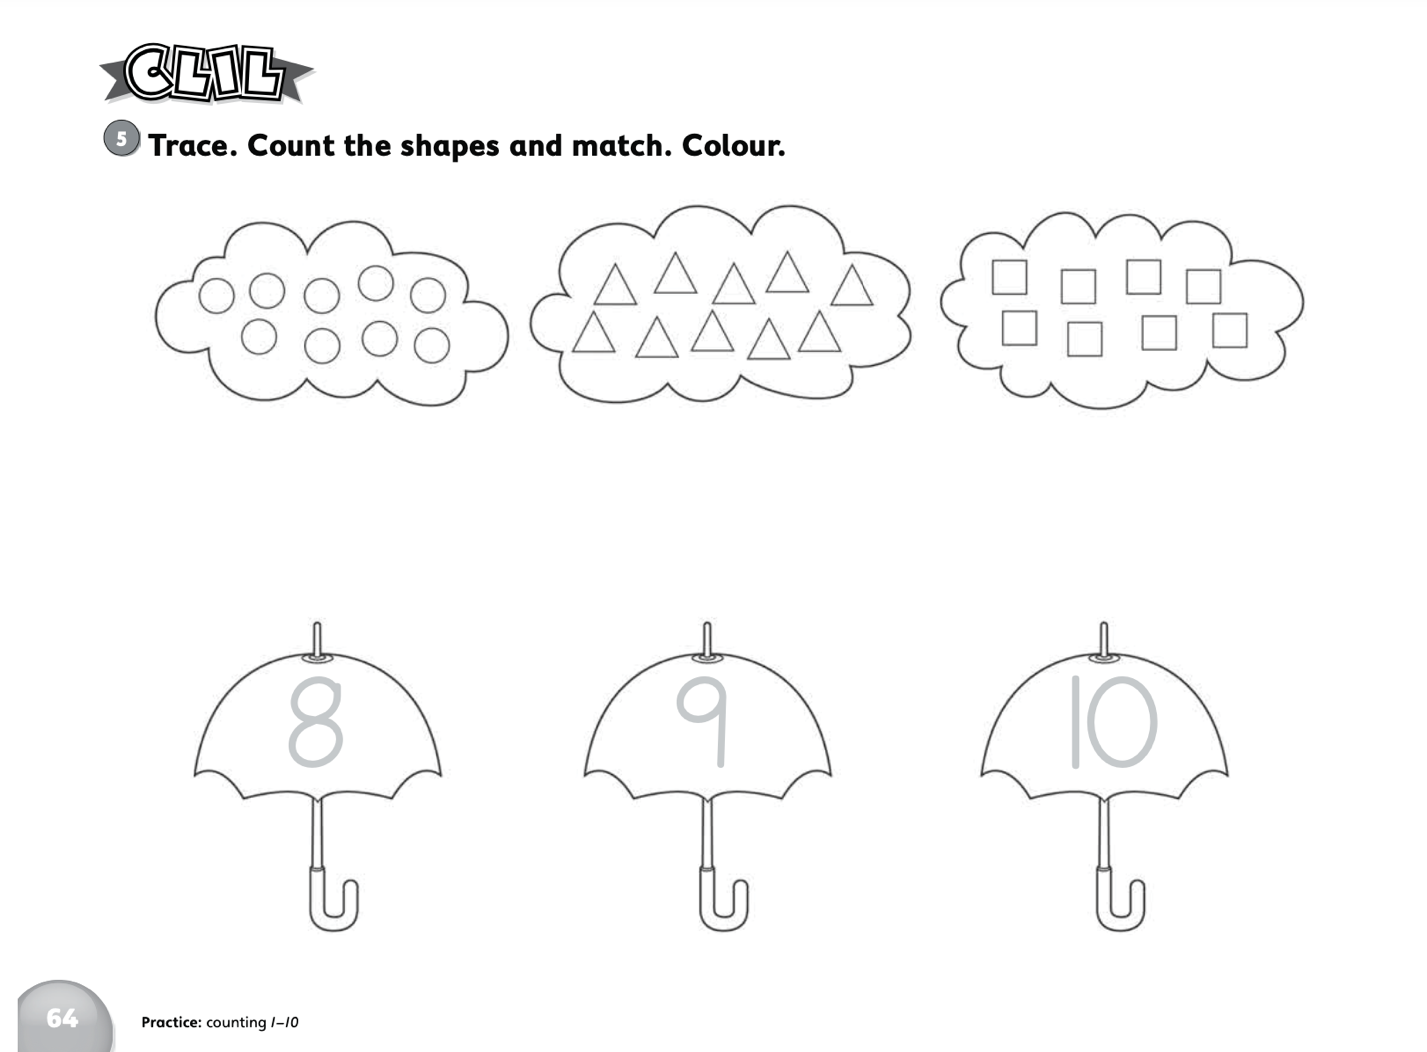 CLIL
5 Trace. Count the shapes and match. Colour.
8 9 10
64 Practice: counting 1–10